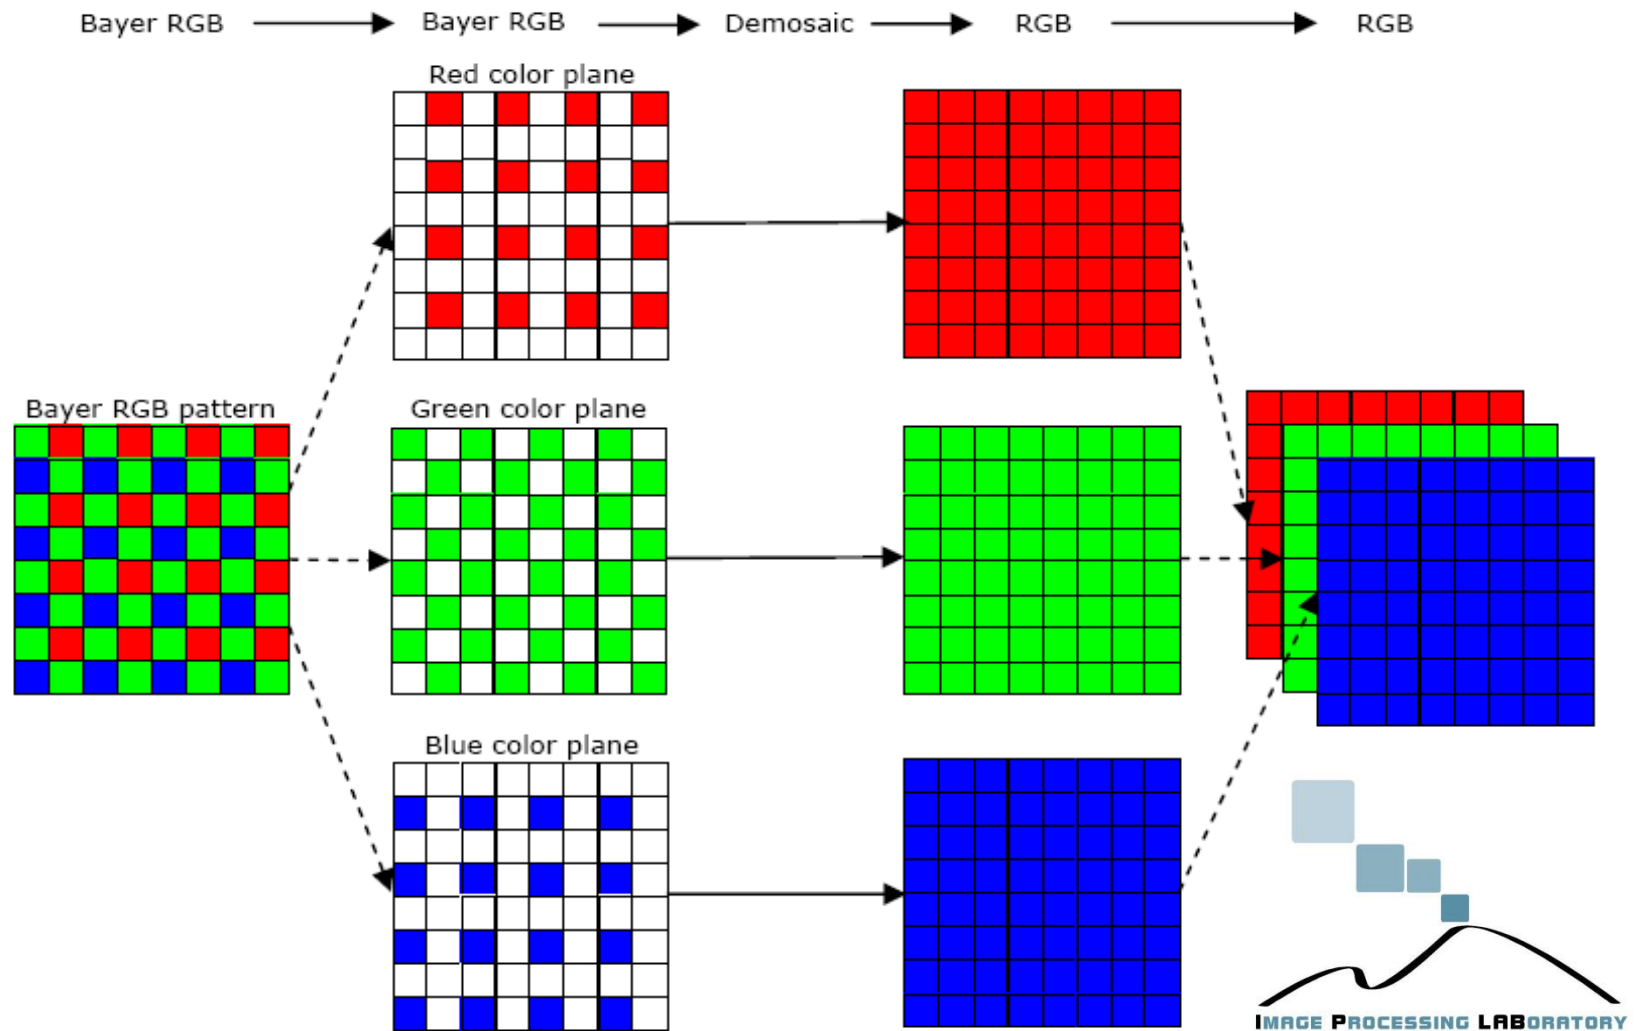 Bayer RGB Bayer RGB Demosaic RGB RGB
Red color plane
Bayer RGB pattern
Green color plane
Blue color plane
IMAGE PROCESSING LABORATORY